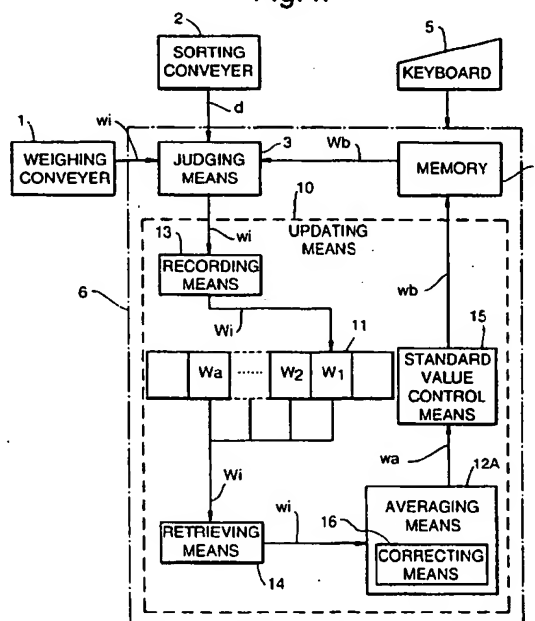 2
SORTING
CONVEYER
5
KEYBOARD
d
1
wi
3
Wb
WEIGHING
CONVEYER
JUDGING
MEANS
MEMORY
10
wi
UPDATING
MEANS
13
RECORDING
MEANS
wb
6
Wi
11
15
Wa ...... W2 W1
STANDARD
VALUE
CONTROL
MEANS
wa
12A
Wi
AVERAGING
MEANS
wi
16
RETRIEVING
MEANS
CORRECTING
MEANS
14